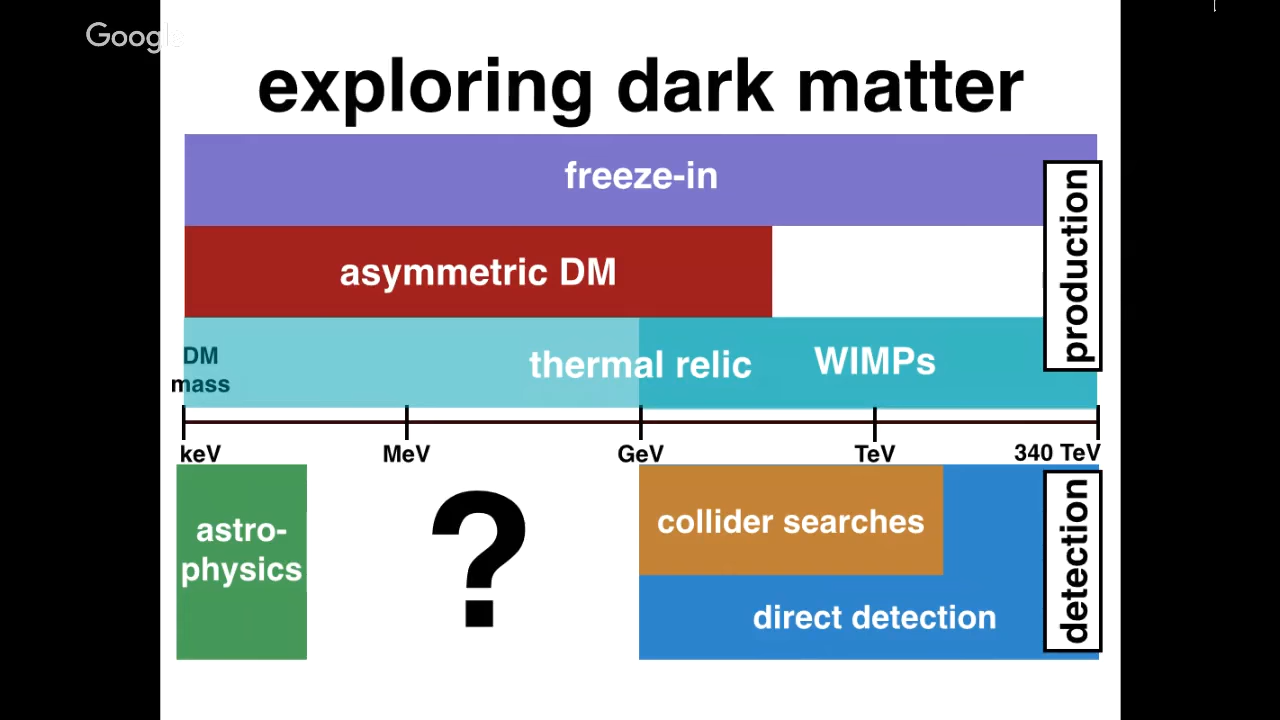 Google
exploring dark matter
freeze-in
production
asymmetric DM
DM
mass
thermal relic
WIMPs
keV
MeV
GeV
TeV
340 TeV
astro-
physics
?
collider searches
direct detection
detection